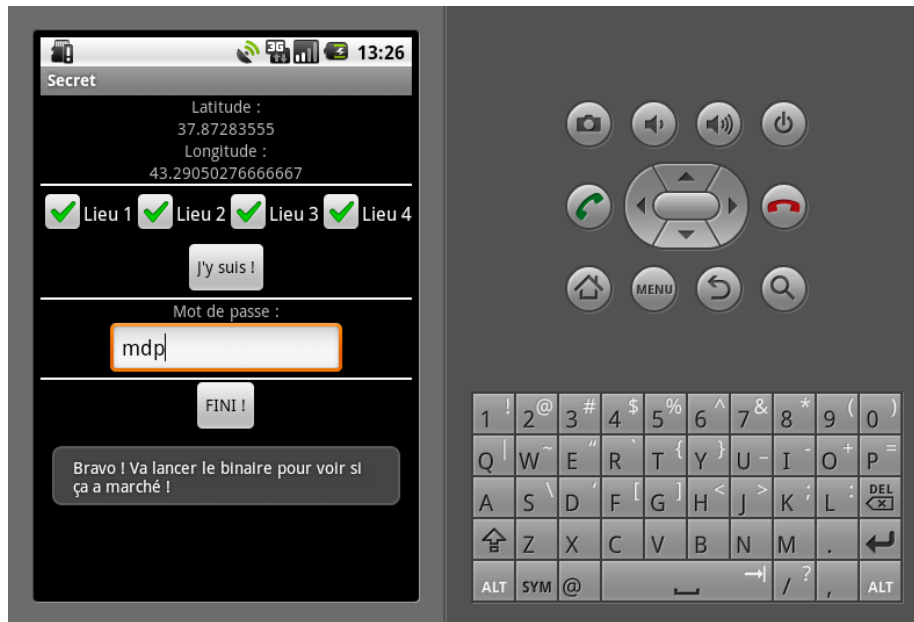 3G 13:26
Secret
Latitude :
37.87283555
Longitude :
43.29050276666667
Lieu 1 Lieu 2 Lieu 3 Lieu 4
J'y suis !
Mot de passe :
mdp
FINI !
Bravo ! Va lancer le binaire pour voir si
ça a marché !
MENU
1 ! 2 @ 3 # 4 $ 5 % 6 ^ 7 & 8 * 9 ( 0 )
Q | W ~ E " R ` T { Y } U - I - O + P =
A S \ D ' F [ G ] H < J > K ; L : DEL
Z X C V B N M .
ALT SYM @ / ? , ALT